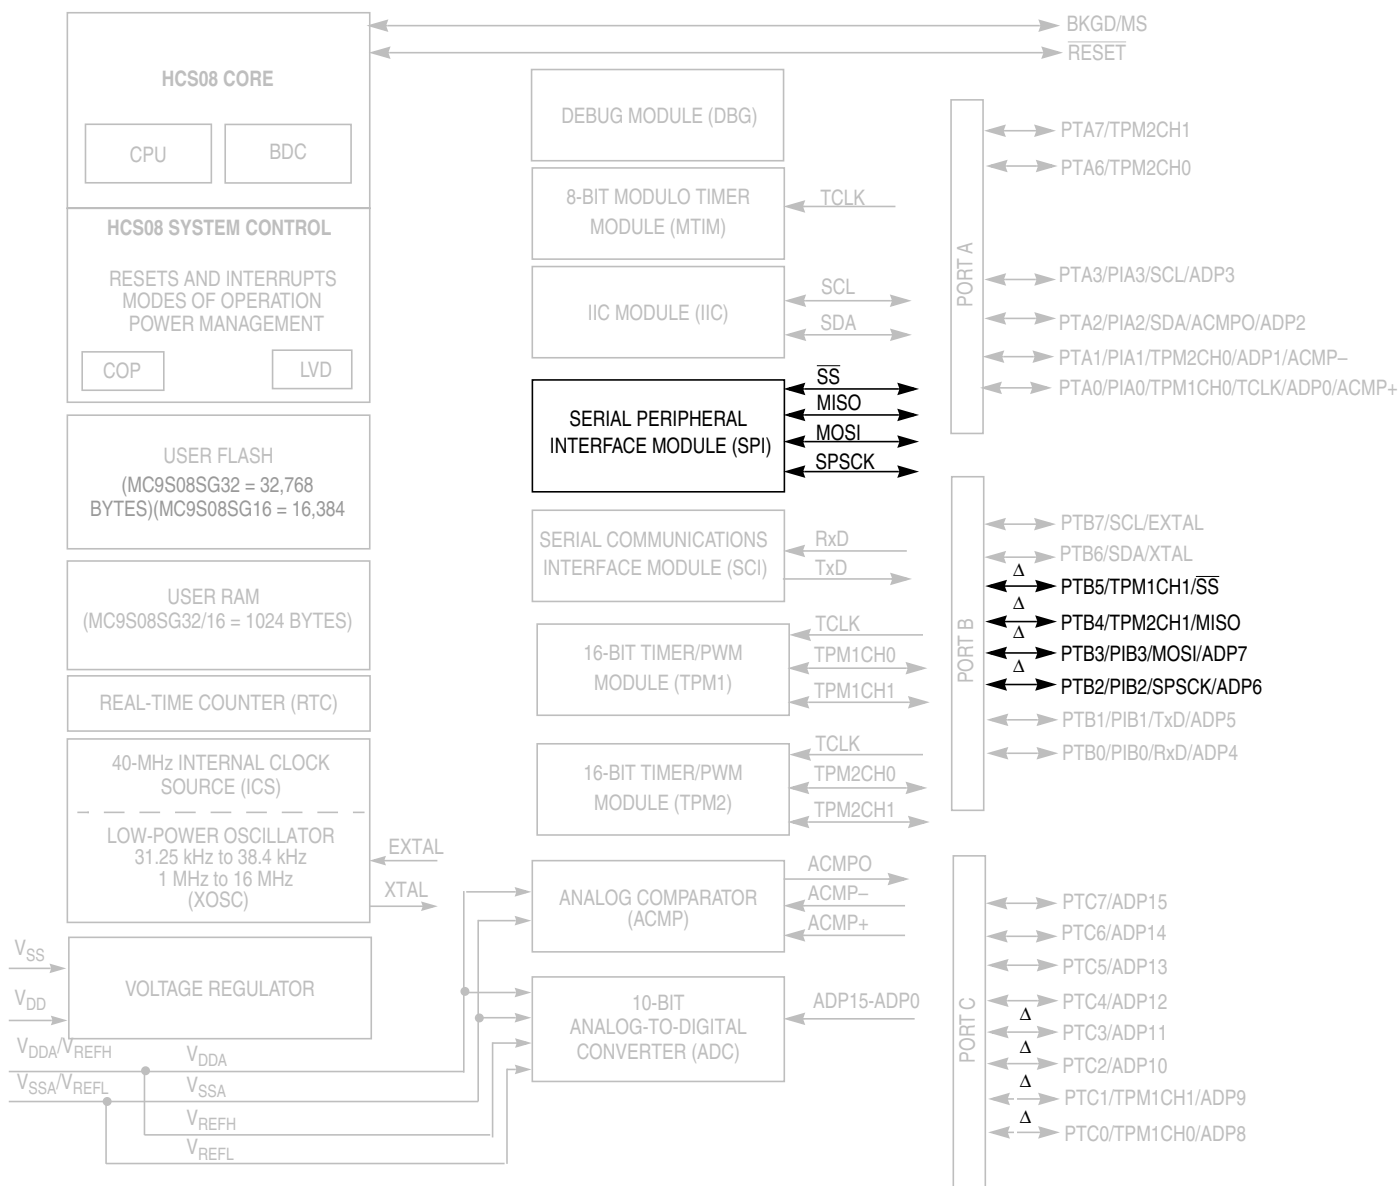 BKGD/MS
RESET
HCS08 CORE
CPU
BDC
HCS08 SYSTEM CONTROL
RESETS AND INTERRUPTS
MODES OF OPERATION
POWER MANAGEMENT
COP
LVD
USER FLASH
(MC9S08SG32 = 32,768
BYTES)(MC9S08SG16 = 16,384
USER RAM
(MC9S08SG32/16 = 1024 BYTES)
REAL-TIME COUNTER (RTC)
40-MHz INTERNAL CLOCK
SOURCE (ICS)
LOW-POWER OSCILLATOR
31.25 kHz to 38.4 kHz
1 MHz to 16 MHz
(XOSC)
EXTAL
XTAL
VSS
VDD
VOLTAGE REGULATOR
VDDA/VREFH
VSSA/VREFL
VDDA
VSSA
VREFH
VREFL
DEBUG MODULE (DBG)
8-BIT MODULO TIMER
MODULE (MTIM)
TCLK
IIC MODULE (IIC)
SCL
SDA
SERIAL PERIPHERAL
INTERFACE MODULE (SPI)
SS
MISO
MOSI
SPSCK
SERIAL COMMUNICATIONS
INTERFACE MODULE (SCI)
RxD
TxD
16-BIT TIMER/PWM
MODULE (TPM1)
TCLK
TPM1CH0
TPM1CH1
16-BIT TIMER/PWM
MODULE (TPM2)
TCLK
TPM2CH0
TPM2CH1
ANALOG COMPARATOR
(ACMP)
ACMPO
ACMP–
ACMP+
10-BIT
ANALOG-TO-DIGITAL
CONVERTER (ADC)
ADP15-ADP0
PORT A
PTA7/TPM2CH1
PTA6/TPM2CH0
PTA3/PIA3/SCL/ADP3
PTA2/PIA2/SDA/ACMPO/ADP2
PTA1/PIA1/TPM2CH0/ADP1/ACMP–
PTA0/PIA0/TPM1CH0/TCLK/ADP0/ACMP+
PORT B
PTB7/SCL/EXTAL
PTB6/SDA/XTAL
Δ
PTB5/TPM1CH1/SS
Δ
PTB4/TPM2CH1/MISO
Δ
PTB3/PIB3/MOSI/ADP7
Δ
PTB2/PIB2/SPSCK/ADP6
PTB1/PIB1/TxD/ADP5
PTB0/PIB0/RxD/ADP4
PORT C
PTC7/ADP15
PTC6/ADP14
PTC5/ADP13
PTC4/ADP12
Δ
PTC3/ADP11
Δ
PTC2/ADP10
Δ
PTC1/TPM1CH1/ADP9
Δ
PTC0/TPM1CH0/ADP8